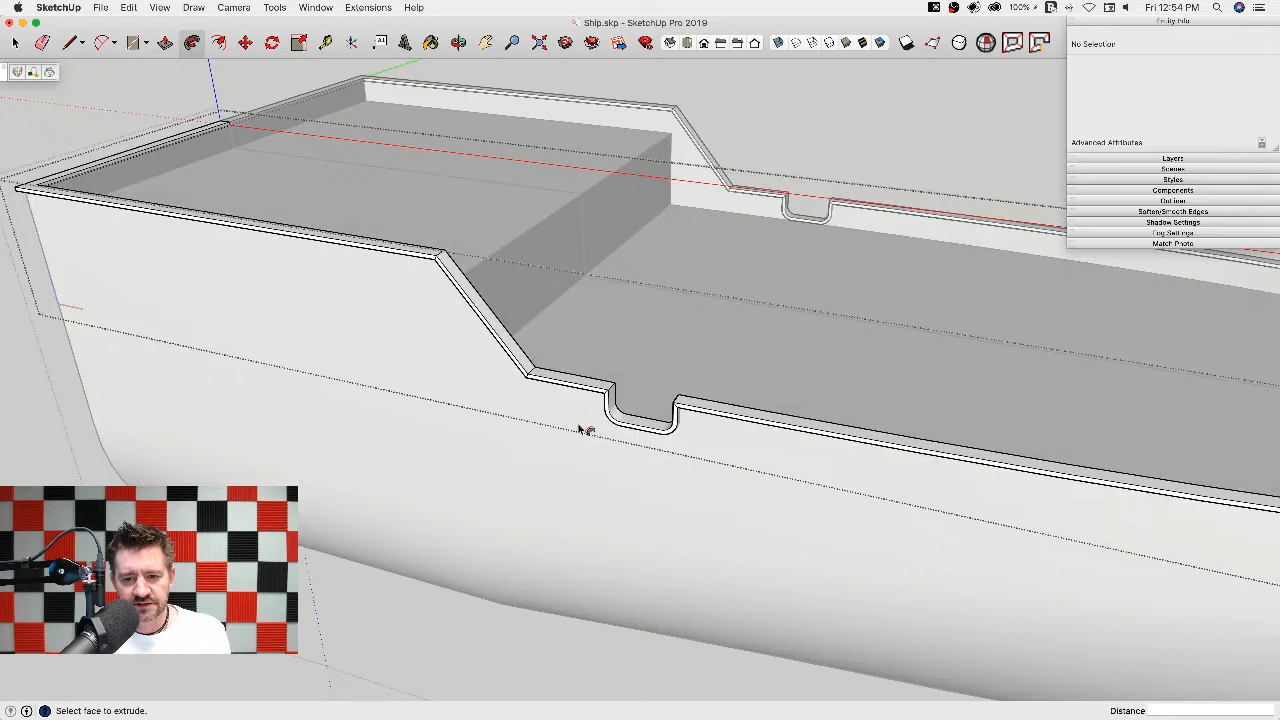 SketchUp File Edit View Draw Camera Tools Window Extensions Help 100% Fri 12:54 PM
Ship.skp - SketchUp Pro 2019
Entity Info
No Selection
Advanced Attributes
Layers
Scenes
Styles
Components
Outliner
Soften/Smooth Edges
Shadow Settings
Fog Settings
Match Photo
Select face to extrude.
Distance